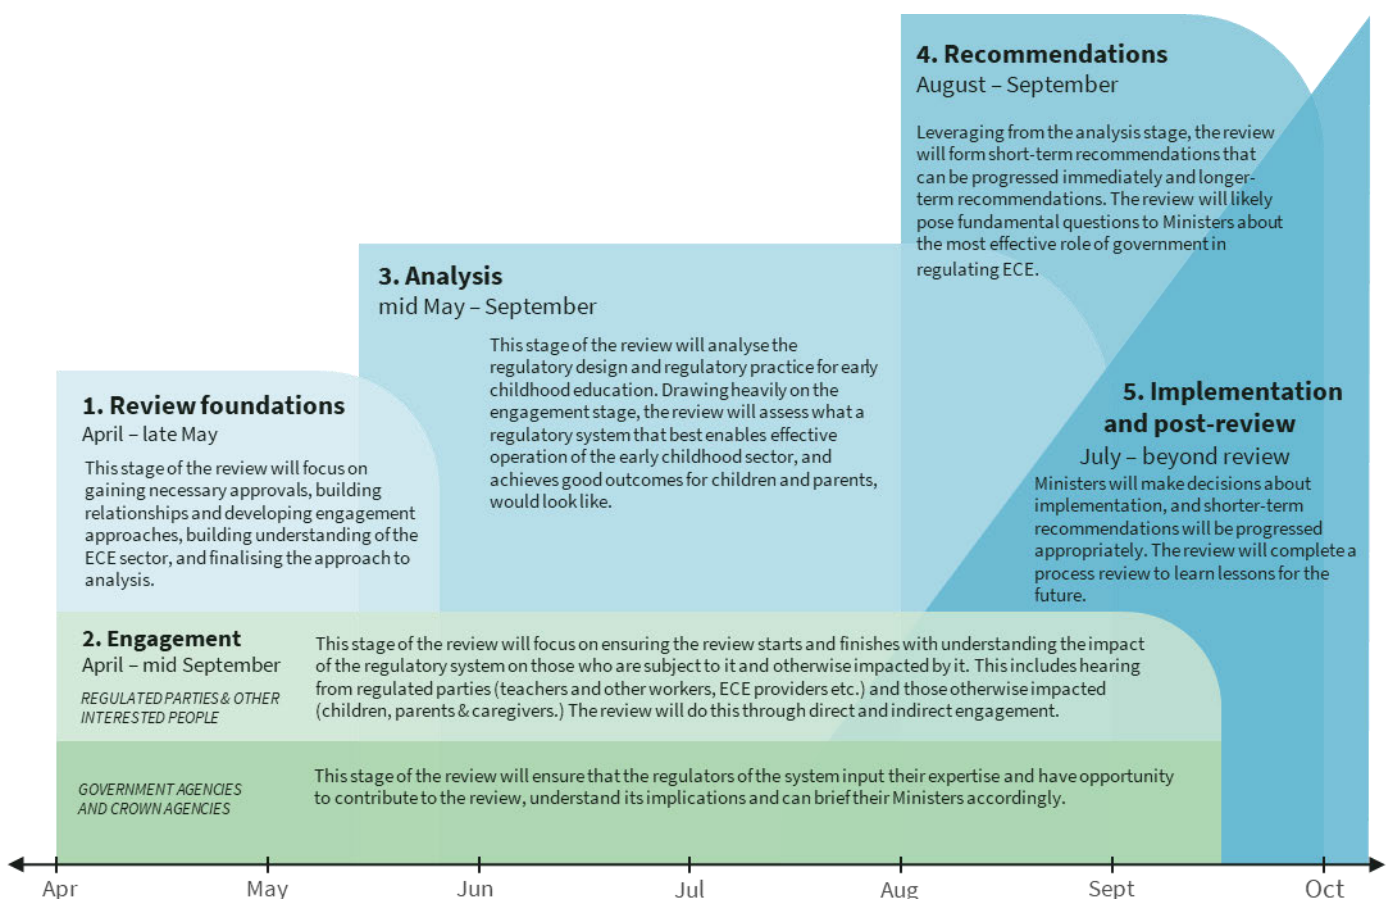 4. Recommendations
August – September
Leveraging from the analysis stage, the review
will form short-term recommendations that
can be progressed immediately and longer-
term recommendations. The review will likely
pose fundamental questions to Ministers about
the most effective role of government in
regulating ECE.
3. Analysis
mid May – September
This stage of the review will analyse the
regulatory design and regulatory practice for early
childhood education. Drawing heavily on the
engagement stage, the review will assess what a
regulatory system that best enables effective
operation of the early childhood sector, and
achieves good outcomes for children and parents,
would look like.
1. Review foundations
April – late May
This stage of the review will focus on
gaining necessary approvals, building
relationships and developing engagement
approaches, building understanding of the
ECE sector, and finalising the approach to
analysis.
5. Implementation
and post-review
July – beyond review
Ministers will make decisions about
implementation, and shorter-term
recommendations will be progressed
appropriately. The review will complete a
process review to learn lessons for the
future.
2. Engagement
April – mid September
REGULATED PARTIES & OTHER
INTERESTED PEOPLE
This stage of the review will focus on ensuring the review starts and finishes with understanding the impact
of the regulatory system on those who are subject to it and otherwise impacted by it. This includes hearing
from regulated parties (teachers and other workers, ECE providers etc.) and those otherwise impacted
(children, parents & caregivers.) The review will do this through direct and indirect engagement.
GOVERNMENT AGENCIES
AND CROWN AGENCIES
This stage of the review will ensure that the regulators of the system input their expertise and have opportunity
to contribute to the review, understand its implications and can brief their Ministers accordingly.
Apr May Jun Jul Aug Sept Oct